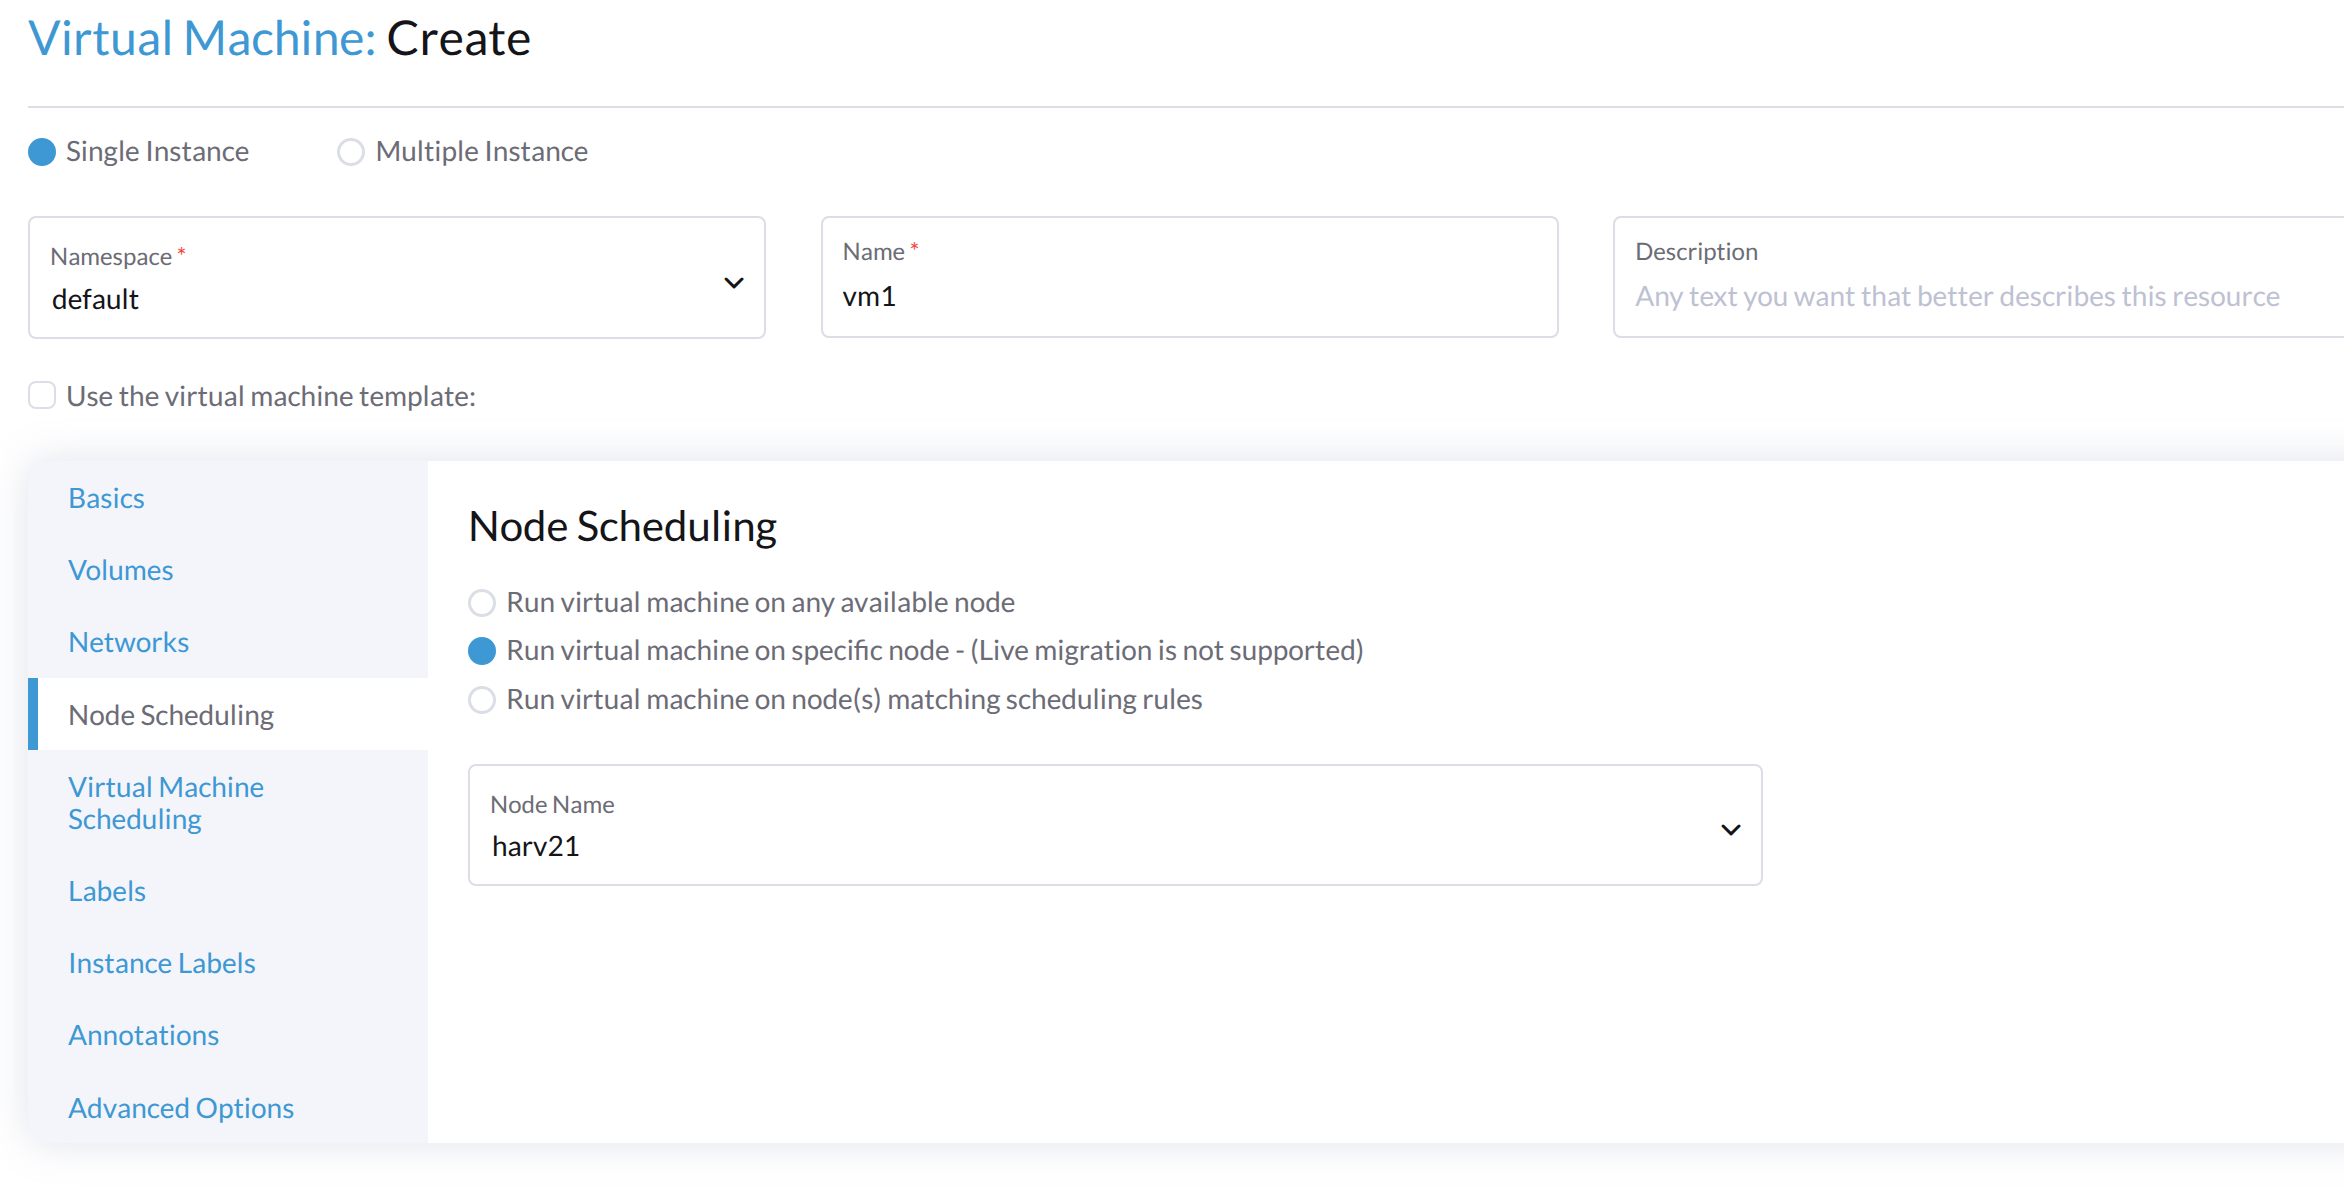 Virtual Machine: Create
Single Instance
Multiple Instance
Namespace *
default
Name *
vm1
Description
Any text you want that better describes this resource
Use the virtual machine template:
Basics
Volumes
Networks
Node Scheduling
Virtual Machine
Scheduling
Labels
Instance Labels
Annotations
Advanced Options
Node Scheduling
Run virtual machine on any available node
Run virtual machine on specific node - (Live migration is not supported)
Run virtual machine on node(s) matching scheduling rules
Node Name
harv21